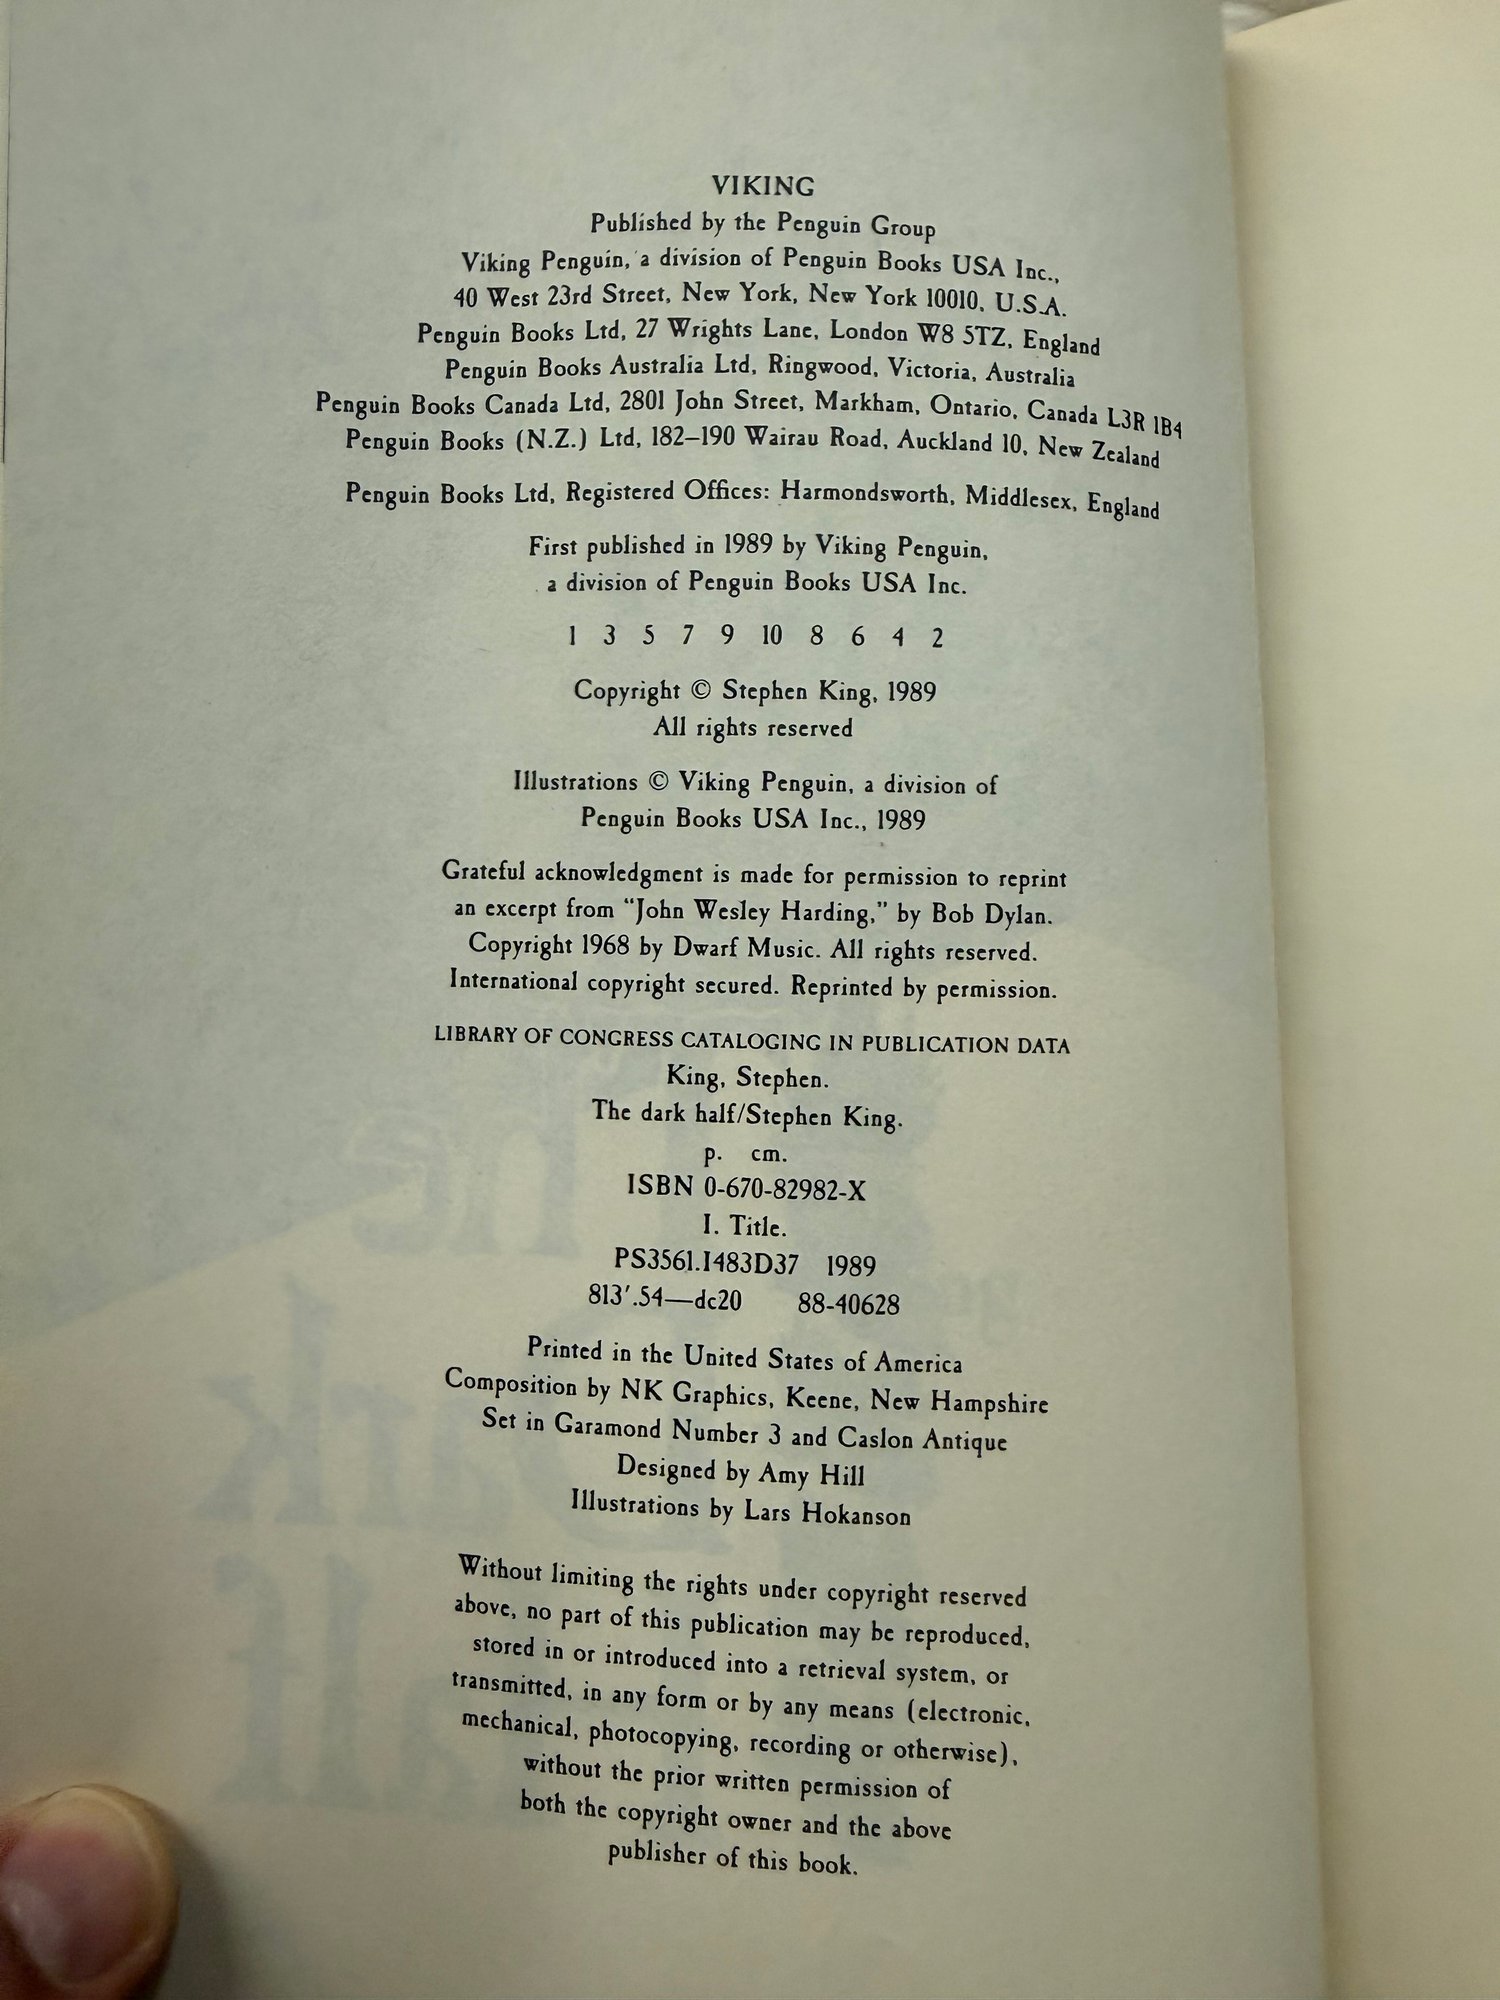 VIKING
Published by the Penguin Group
Viking Penguin, a division of Penguin Books USA Inc.,
40 West 23rd Street, New York, New York 10010, U.S.A.
Penguin Books Ltd, 27 Wrights Lane, London W8 5TZ, England
Penguin Books Australia Ltd, Ringwood, Victoria, Australia
Penguin Books Canada Ltd, 2801 John Street, Markham, Ontario, Canada L3R 1B4
Penguin Books (N.Z.) Ltd, 182–190 Wairau Road, Auckland 10, New Zealand
Penguin Books Ltd, Registered Offices: Harmondsworth, Middlesex, England
First published in 1989 by Viking Penguin,
a division of Penguin Books USA Inc.
1 3 5 7 9 10 8 6 4 2
Copyright © Stephen King, 1989
All rights reserved
Illustrations © Viking Penguin, a division of
Penguin Books USA Inc., 1989
Grateful acknowledgment is made for permission to reprint
an excerpt from “John Wesley Harding,” by Bob Dylan.
Copyright 1968 by Dwarf Music. All rights reserved.
International copyright secured. Reprinted by permission.
LIBRARY OF CONGRESS CATALOGING IN PUBLICATION DATA
King, Stephen.
The dark half/Stephen King.
p. cm.
ISBN 0-670-82982-X
I. Title.
PS3561.I483D37 1989
813′.54—dc20 88-40628
Printed in the United States of America
Composition by NK Graphics, Keene, New Hampshire
Set in Garamond Number 3 and Caslon Antique
Designed by Amy Hill
Illustrations by Lars Hokanson
Without limiting the rights under copyright reserved
above, no part of this publication may be reproduced,
stored in or introduced into a retrieval system, or
transmitted, in any form or by any means (electronic,
mechanical, photocopying, recording or otherwise),
without the prior written permission of
both the copyright owner and the above
publisher of this book.